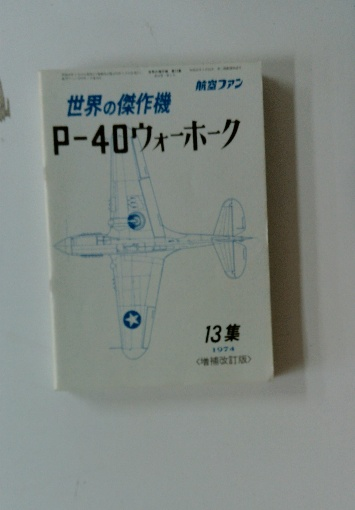 航空ファン
世界の傑作機
P-40ウォーホーク
13集
1974
〈増補改訂版〉